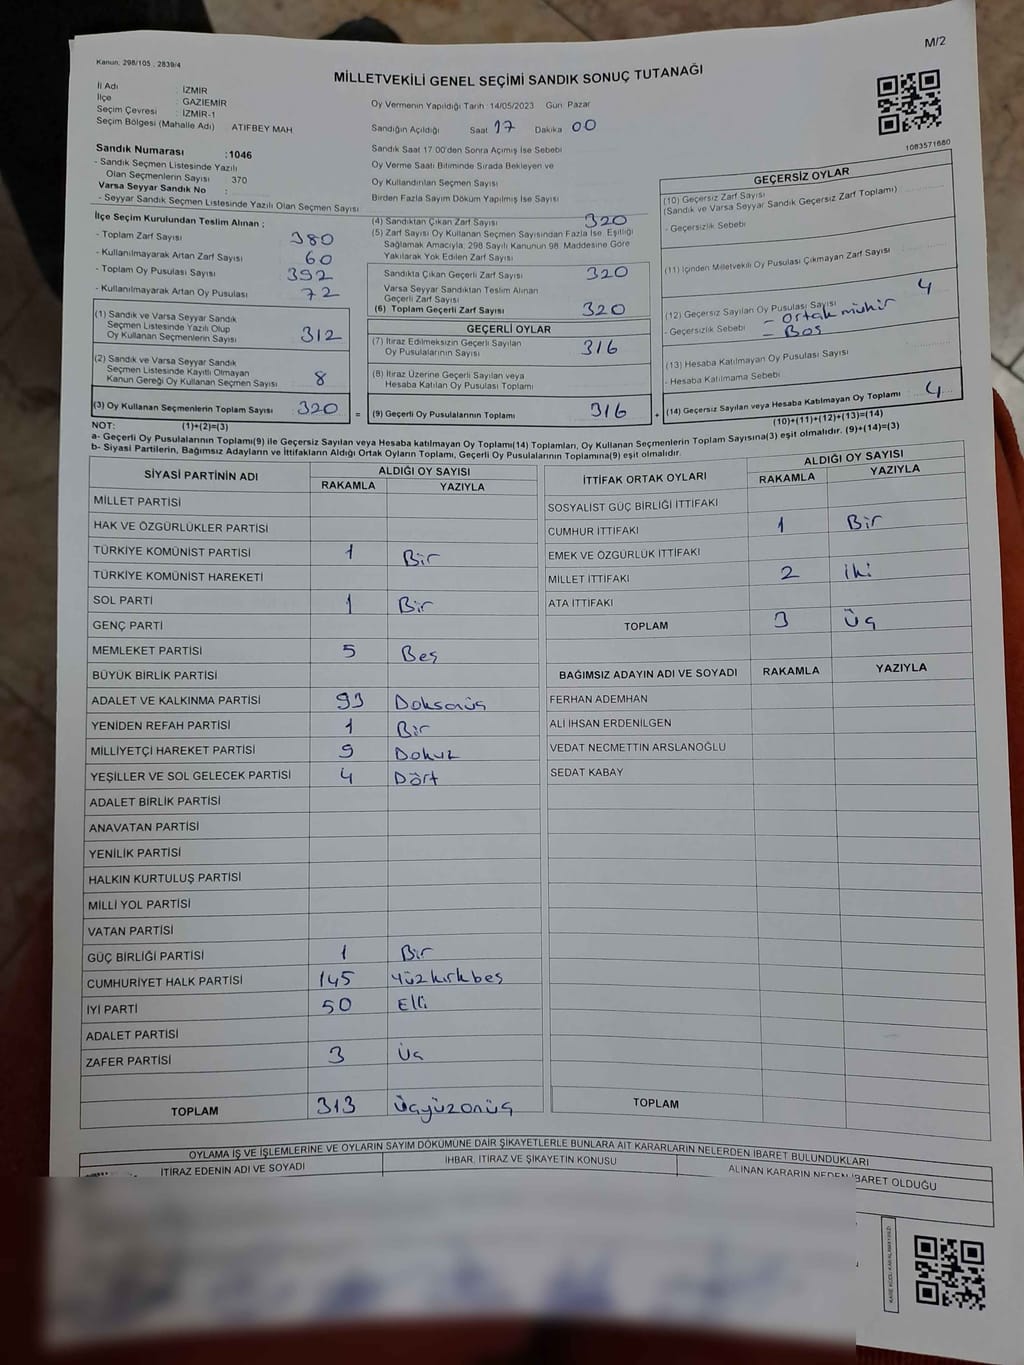 M/2
Kanun: 298/105 , 2839/4
MİLLETVEKİLİ GENEL SEÇİMİ SANDIK SONUÇ TUTANAĞI
İl Adı : İZMİR
İlçe : GAZİEMİR
Seçim Çevresi : İZMİR-1
Seçim Bölgesi (Mahalle Adı) : ATIFBEY MAH
Oy Vermenin Yapıldığı Tarih : 14/05/2023 Gün Pazar
Sandığın Açıldığı Saat 17 Dakika 00
Sandık Saat 17:00'den Sonra Açılmış İse Sebebi
Oy Verme Saati Bitiminde Sırada Bekleyen ve
Oy Kullandırılan Seçmen Sayısı
Birden Fazla Sayım Döküm Yapılmış İse Sayısı
1083571680
Sandık Numarası : 1046
- Sandık Seçmen Listesinde Yazılı
Olan Seçmenlerin Sayısı : 370
Varsa Seyyar Sandık No :
- Seyyar Sandık Seçmen Listesinde Yazılı Olan Seçmen Sayısı
İlçe Seçim Kurulundan Teslim Alınan ;
- Toplam Zarf Sayısı 380
- Kullanılmayarak Artan Zarf Sayısı 60
- Toplam Oy Pusulası Sayısı 392
- Kullanılmayarak Artan Oy Pusulası 72
(1) Sandık ve Varsa Seyyar Sandık
Seçmen Listesinde Yazılı Olup
Oy Kullanan Seçmenlerin Sayısı 312
(2) Sandık ve Varsa Seyyar Sandık
Seçmen Listesinde Kayıtlı Olmayan
Kanun Gereği Oy Kullanan Seçmen Sayısı 8
(3) Oy Kullanan Seçmenlerin Toplam Sayısı 320
(4) Sandıktan Çıkan Zarf Sayısı 320
(5) Zarf Sayısı Oy Kullanan Seçmen Sayısından Fazla İse, Eşitliği
Sağlamak Amacıyla, 298 Sayılı Kanunun 98. Maddesine Göre
Yakılarak Yok Edilen Zarf Sayısı
Sandıkta Çıkan Geçerli Zarf Sayısı 320
Varsa Seyyar Sandıktan Teslim Alınan
Geçerli Zarf Sayısı
(6) Toplam Geçerli Zarf Sayısı 320
GEÇERLİ OYLAR
(7) İtiraz Edilmeksizin Geçerli Sayılan
Oy Pusulalarının Sayısı 316
(8) İtiraz Üzerine Geçerli Sayılan veya
Hesaba Katılan Oy Pusulası Toplamı
= (9) Geçerli Oy Pusulalarının Toplamı 316
GEÇERSİZ OYLAR
(10) Geçersiz Zarf Sayısı
(Sandık ve Varsa Seyyar Sandık Geçersiz Zarf Toplamı)
- Geçersizlik Sebebi
(11) İçinden Milletvekili Oy Pusulası Çıkmayan Zarf Sayısı
(12) Geçersiz Sayılan Oy Pusulası Sayısı 4
- Geçersizlik Sebebi - Ortak mühür
- Boş
(13) Hesaba Katılmayan Oy Pusulası Sayısı
- Hesaba Katılmama Sebebi
+ (14) Geçersiz Sayılan veya Hesaba Katılmayan Oy Toplamı 4
(10)+(11)+(12)+(13)=(14)
NOT: (1)+(2)=(3)
a- Geçerli Oy Pusulalarının Toplamı(9) ile Geçersiz Sayılan veya Hesaba katılmayan Oy Toplamı(14) Toplamları, Oy Kullanan Seçmenlerin Toplam Sayısına(3) eşit olmalıdır. (9)+(14)=(3)
b- Siyasi Partilerin, Bağımsız Adayların ve İttifakların Aldığı Ortak Oyların Toplamı, Geçerli Oy Pusulalarının Toplamına(9) eşit olmalıdır.
SİYASİ PARTİNİN ADI ALDIĞI OY SAYISI
RAKAMLA YAZIYLA
MİLLET PARTİSİ
HAK VE ÖZGÜRLÜKLER PARTİSİ
TÜRKİYE KOMÜNİST PARTİSİ 1 Bir
TÜRKİYE KOMÜNİST HAREKETİ
SOL PARTİ 1 Bir
GENÇ PARTİ
MEMLEKET PARTİSİ 5 Beş
BÜYÜK BİRLİK PARTİSİ
ADALET VE KALKINMA PARTİSİ 93 Doksanüç
YENİDEN REFAH PARTİSİ 1 Bir
MİLLİYETÇİ HAREKET PARTİSİ 9 Dokuz
YEŞİLLER VE SOL GELECEK PARTİSİ 4 Dört
ADALET BİRLİK PARTİSİ
ANAVATAN PARTİSİ
YENİLİK PARTİSİ
HALKIN KURTULUŞ PARTİSİ
MİLLİ YOL PARTİSİ
VATAN PARTİSİ
GÜÇ BİRLİĞİ PARTİSİ 1 Bir
CUMHURİYET HALK PARTİSİ 145 Yüzkırkbeş
İYİ PARTİ 50 Elli
ADALET PARTİSİ
ZAFER PARTİSİ 3 Üç
TOPLAM 313 Üçyüzonüç
İTTİFAK ORTAK OYLARI ALDIĞI OY SAYISI
RAKAMLA YAZIYLA
SOSYALİST GÜÇ BİRLİĞİ İTTİFAKI
CUMHUR İTTİFAKI 1 Bir
EMEK VE ÖZGÜRLÜK İTTİFAKI
MİLLET İTTİFAKI 2 İki
ATA İTTİFAKI
TOPLAM 3 Üç
BAĞIMSIZ ADAYIN ADI VE SOYADI RAKAMLA YAZIYLA
FERHAN ADEMHAN
ALİ İHSAN ERDENİLGEN
VEDAT NECMETTİN ARSLANOĞLU
SEDAT KABAY
TOPLAM
OYLAMA İŞ VE İŞLEMLERİNE VE OYLARIN SAYIM DÖKÜMÜNE DAİR ŞİKAYETLERLE BUNLARA AİT KARARLARIN NELERDEN İBARET BULUNDUKLARI
İTİRAZ EDENİN ADI VE SOYADI İHBAR, İTİRAZ VE ŞİKAYETİN KONUSU ALINAN KARARIN NEDEN İBARET OLDUĞU